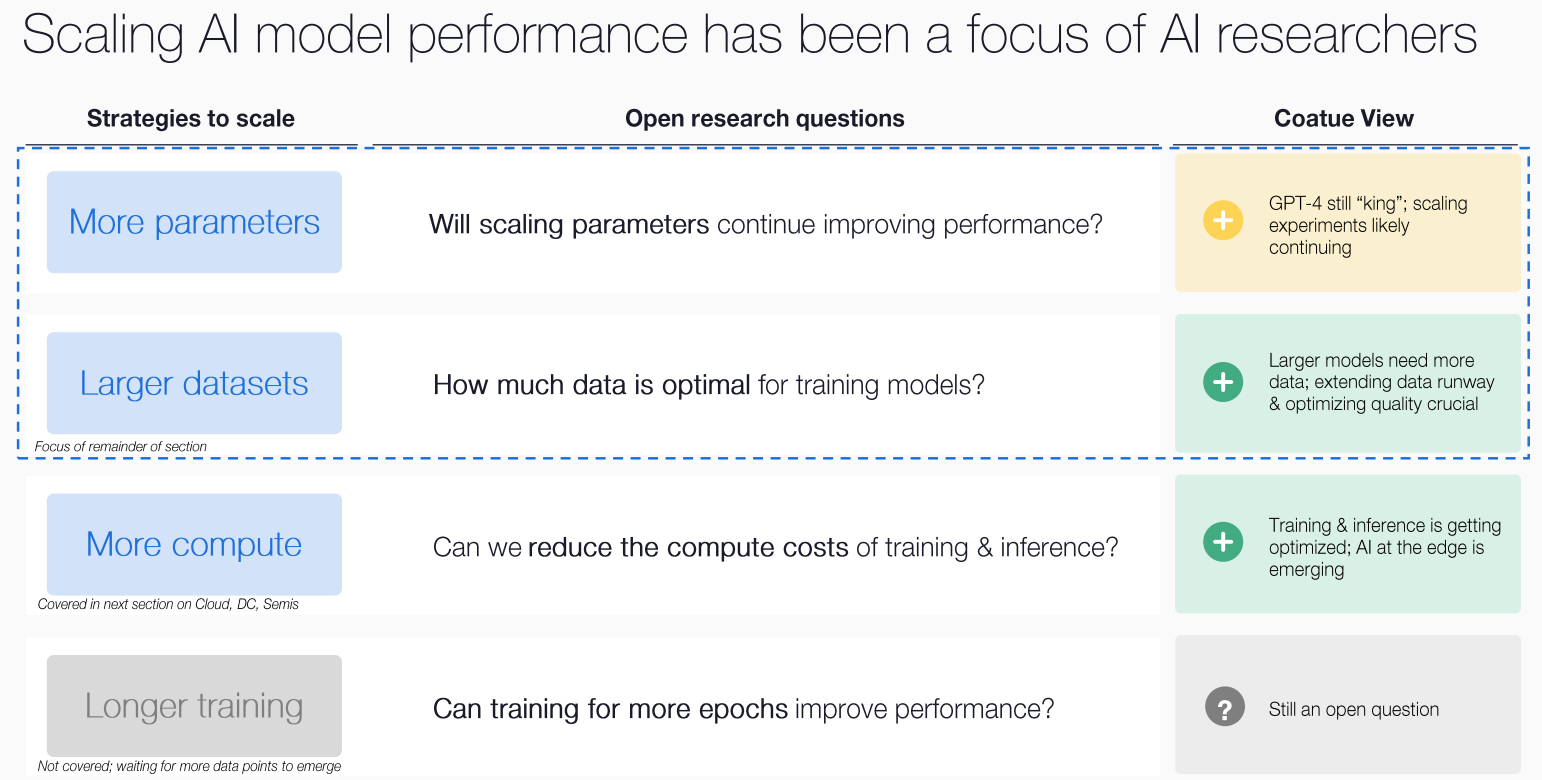 Scaling AI model performance has been a focus of AI researchers
Strategies to scale
Open research questions
Coatue View
More parameters
Will scaling parameters continue improving performance?
GPT-4 still “king”; scaling
experiments likely
continuing
Larger datasets
Focus of remainder of section
How much data is optimal for training models?
Larger models need more
data; extending data runway
& optimizing quality crucial
More compute
Covered in next section on Cloud, DC, Semis
Can we reduce the compute costs of training & inference?
Training & inference is getting
optimized; AI at the edge is
emerging
Longer training
Not covered; waiting for more data points to emerge
Can training for more epochs improve performance?
?
Still an open question